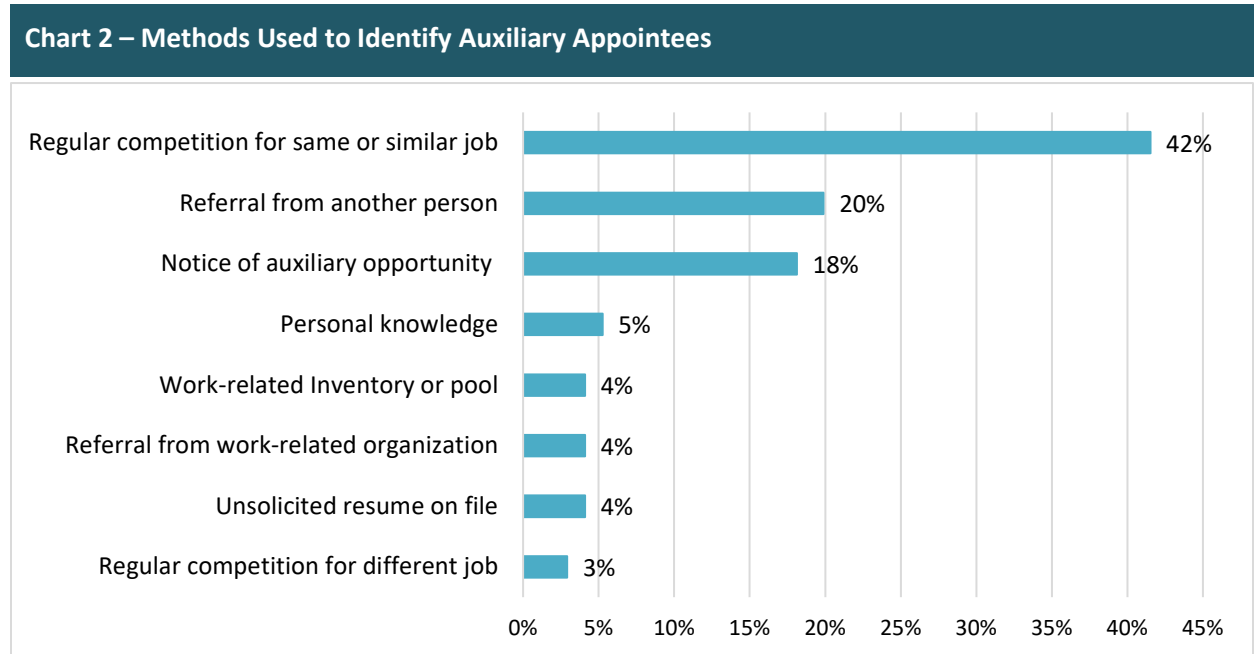 Chart 2 – Methods Used to Identify Auxiliary Appointees
Regular competition for same or similar job 42%
Referral from another person 20%
Notice of auxiliary opportunity 18%
Personal knowledge 5%
Work-related Inventory or pool 4%
Referral from work-related organization 4%
Unsolicited resume on file 4%
Regular competition for different job 3%
0% 5% 10% 15% 20% 25% 30% 35% 40% 45%